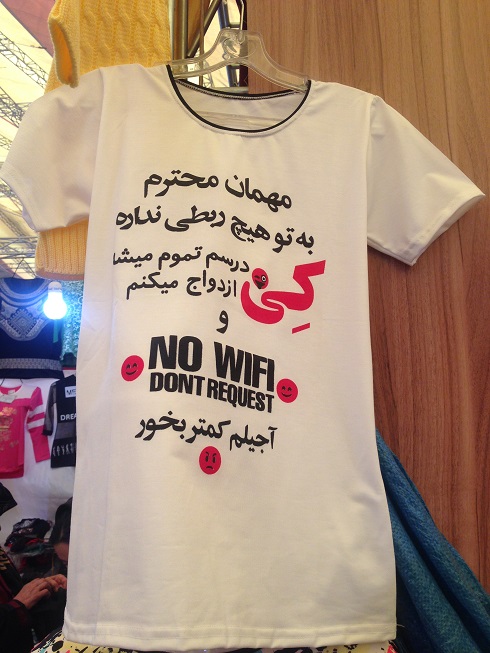 مهمان محترم
به تو هیچ ربطی نداره
کِی
درسم تموم میشه
ازدواج میکنم
و
NO WIFI
DONT REQUEST
آجیلم کمتر بخور
DREA